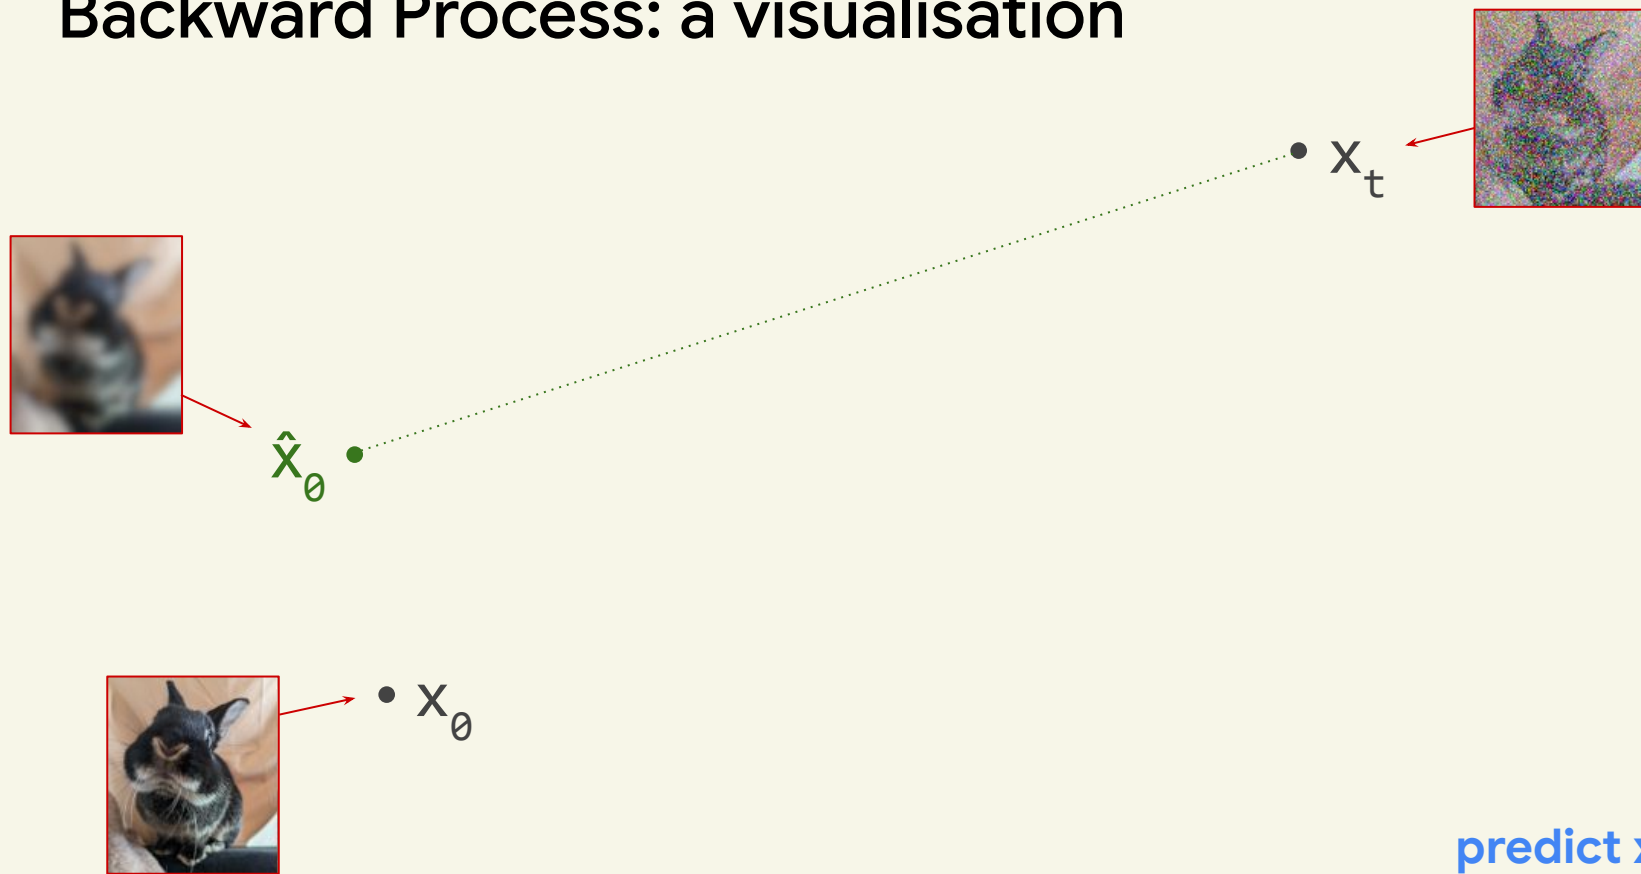 Backward Process: a visualisation
xₜ
x̂₀
x₀
predict x